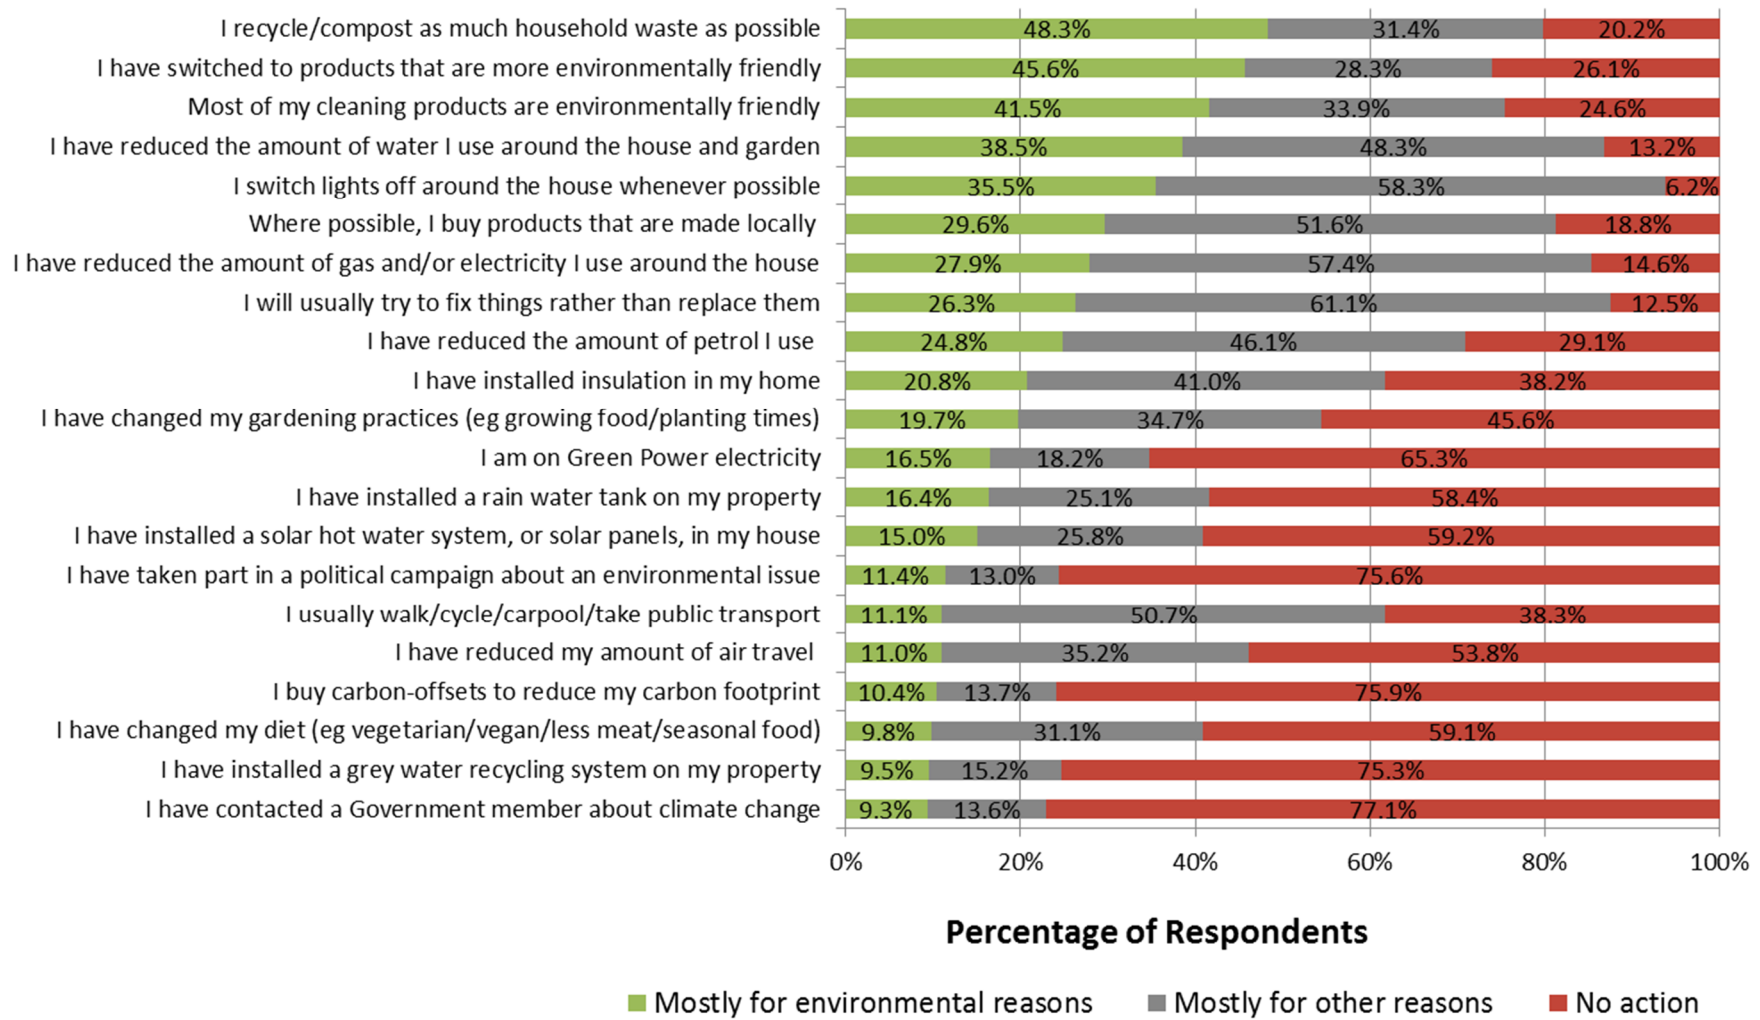 I recycle/compost as much household waste as possible 48.3% 31.4% 20.2%
I have switched to products that are more environmentally friendly 45.6% 28.3% 26.1%
Most of my cleaning products are environmentally friendly 41.5% 33.9% 24.6%
I have reduced the amount of water I use around the house and garden 38.5% 48.3% 13.2%
I switch lights off around the house whenever possible 35.5% 58.3% 6.2%
Where possible, I buy products that are made locally 29.6% 51.6% 18.8%
I have reduced the amount of gas and/or electricity I use around the house 27.9% 57.4% 14.6%
I will usually try to fix things rather than replace them 26.3% 61.1% 12.5%
I have reduced the amount of petrol I use 24.8% 46.1% 29.1%
I have installed insulation in my home 20.8% 41.0% 38.2%
I have changed my gardening practices (eg growing food/planting times) 19.7% 34.7% 45.6%
I am on Green Power electricity 16.5% 18.2% 65.3%
I have installed a rain water tank on my property 16.4% 25.1% 58.4%
I have installed a solar hot water system, or solar panels, in my house 15.0% 25.8% 59.2%
I have taken part in a political campaign about an environmental issue 11.4% 13.0% 75.6%
I usually walk/cycle/carpool/take public transport 11.1% 50.7% 38.3%
I have reduced my amount of air travel 11.0% 35.2% 53.8%
I buy carbon-offsets to reduce my carbon footprint 10.4% 13.7% 75.9%
I have changed my diet (eg vegetarian/vegan/less meat/seasonal food) 9.8% 31.1% 59.1%
I have installed a grey water recycling system on my property 9.5% 15.2% 75.3%
I have contacted a Government member about climate change 9.3% 13.6% 77.1%
0% 20% 40% 60% 80% 100%
Percentage of Respondents
Mostly for environmental reasons Mostly for other reasons No action